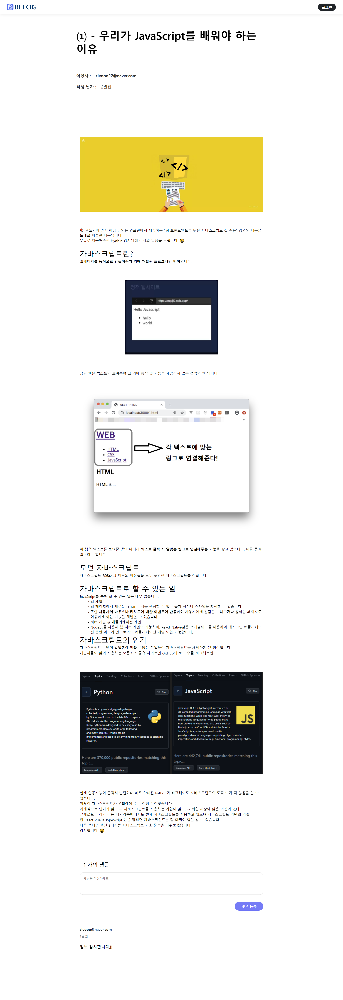 BELOG
로그인
(1) - 우리가 JavaScript를 배워야 하는
이유
작성자 : zleooo22@naver.com
작성 날자 : 2일전
</>
</>
</>
글쓰기에 앞서 해당 강의는 인프런에서 제공하는 "웹 프론트엔드를 위한 자바스크립트 첫 걸음" 강의의 내용을
토대로 학습한 내용입니다.
무료로 제공해주신 Hyobin 강사님께 감사의 말씀을 드립니다. 😄
자바스크립트란?
웹페이지를 동적으로 만들어주기 위해 개발된 프로그래밍 언어입니다.
정적 웹사이트
https://nqsji9.csb.app/
Hello Javascript!
• hello
• world
상단 웹은 텍스트만 보여주며 그 외에 동작 및 기능을 제공하지 않은 정적인 웹 입니다.
WEB1 - HTML
localhost:3000/1.html
WEB
• HTML
• CSS
• JavaScript
각 텍스트에 맞는
링크로 연결해준다!
HTML
HTML is ...
이 웹은 텍스트를 보여줄 뿐만 아니라 텍스트 클릭 시 알맞는 링크로 연결해주는 기능을 갖고 있습니다. 이를 동적
웹이라고 합니다.
모던 자바스크립트
자바스크립트 ES6와 그 이후의 버전들을 모두 포함한 자바스크립트를 칭합니다.
자바스크립트로 할 수 있는 일
JavaScript를 통해 할 수 있는 일은 매우 넓습니다.
• 웹 개발
• 웹 페이지에서 새로운 HTML 문서를 생성할 수 있고 글자 크기나 스타일을 지정할 수 있습니다.
• 또한 사용자의 마우스나 키보드에 대한 이벤트에 반응하여 사용자에게 알람을 보내주거나 원하는 페이지로
이동하게 하는 기능을 개발할 수 있습니다.
• 서버 개발 & 애플리케이션 개발
• Node.Js를 사용해 웹 서버 개발이 가능하며, React Native같은 프레임워크를 이용하여 데스크탑 애플리케이
션 뿐만 아니라 안드로이드 애플리케이션 개발 또한 가능합니다.
자바스크립트의 인기
자바스크립트는 웹이 발달함에 따라 수많은 기업들이 자바스크립트를 채택하게 된 언어입니다.
개발자들이 많이 사용하는 오픈소스 공유 사이트인 GitHub의 토픽 수를 비교해보면
Explore Topics Trending Collections Events GitHub Sponsors
# Python Star
Python is a dynamically-typed garbage-
collected programming language developed
by Guido van Rossum in the late 80s to replace
ABC. Much like the programming language
Ruby, Python was designed to be easily read by
programmers. Because of its large following
and many libraries, Python can be
implemented and used to do anything from webpages to scientific
research.
Here are 370,000 public repositories matching this
topic...
Language: All Sort: Most stars
Explore Topics Trending Collections Events GitHub Sponsors
# JavaScript Star
JavaScript (JS) is a lightweight interpreted or
JIT-compiled programming language with first-
class functions. While it is most well-known as
the scripting language for Web pages, many
non-browser environments also use it, such as
Node.js, Apache CouchDB and Adobe Acrobat.
JavaScript is a prototype-based, multi-
paradigm, dynamic language, supporting object-oriented,
imperative, and declarative (e.g. functional programming) styles.
JS
Here are 442,741 public repositories matching this
topic...
Language: All Sort: Most stars
현재 인공지능이 급격히 발달하며 매우 핫해진 Python과 비교해봐도 자바스크립트의 토픽 수가 더 많음을 알 수
있습니다.
이처럼 자바스크립트가 우리에게 주는 이점은 이렇습니다.
세계적으로 인기가 많다 → 자바스크립트를 사용하는 기업이 많다. → 취업 시장에 많은 이점이 있다.
실제로도 우리가 아는 네카라쿠배에서도 현재 자바스크립트를 사용하고 있으며 자바스크립트 기반의 기술
인 React Vue.Js TypeScript 등을 알려면 자바스크립트를 잘 다뤄야 함을 알 수 있습니다.
다음 챕터인 섹션 2에서는 자바스크립트 기초 문법을 다뤄보겠습니다.
감사합니다. 😊
1 개의 댓글
댓글을 작성하세요
댓글 등록
cleooo@naver.com
1일전
정보 감사합니다.!!